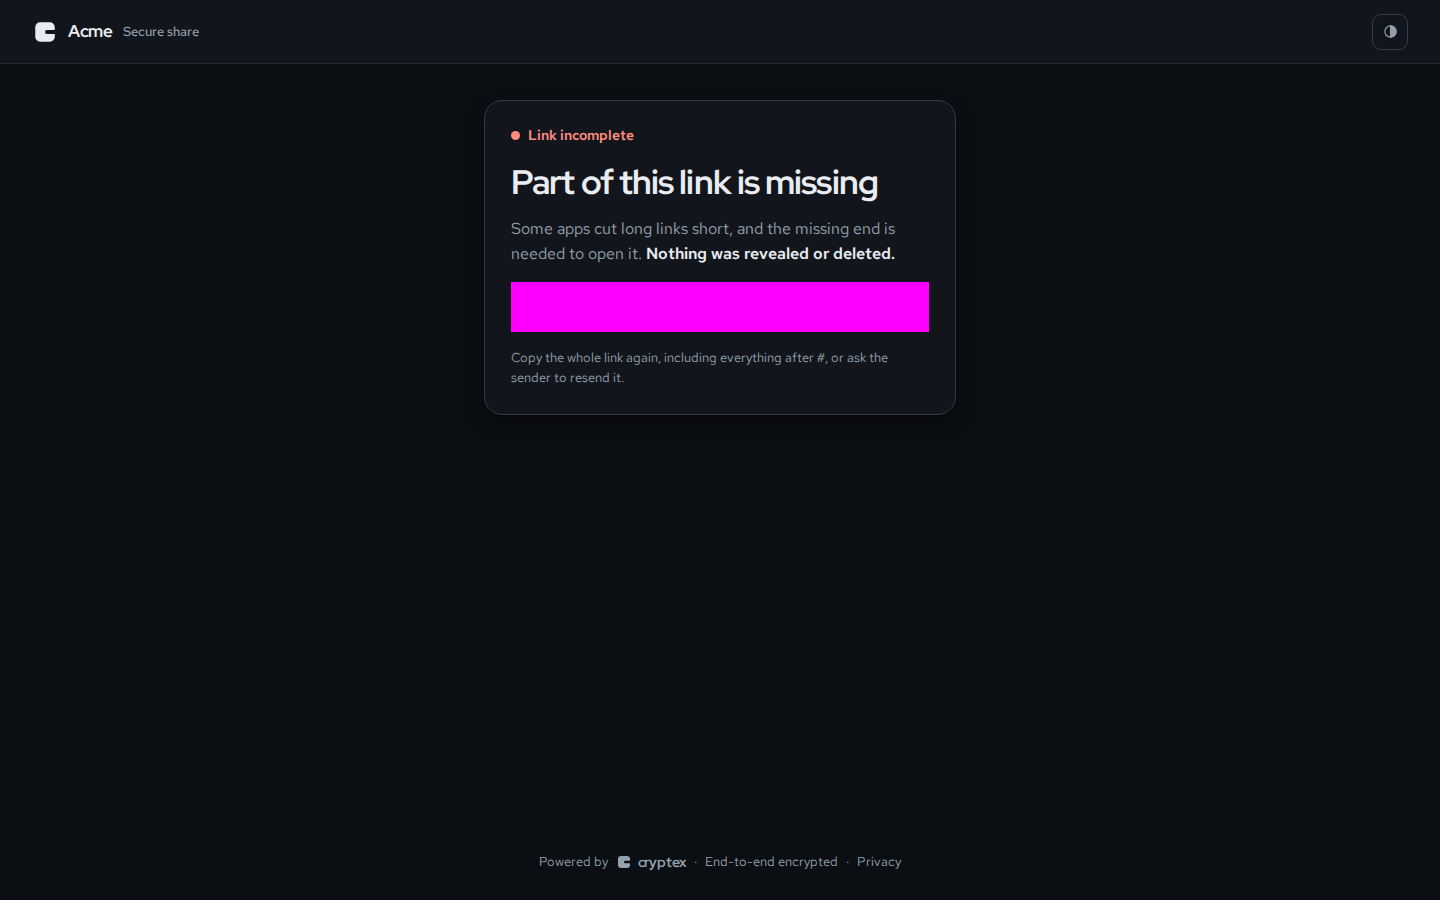 Acme Secure share
Link incomplete
Part of this link is missing
Some apps cut long links short, and the missing end is
needed to open it. Nothing was revealed or deleted.
Copy the whole link again, including everything after #, or ask the
sender to resend it.
Powered by cryptex · End-to-end encrypted · Privacy